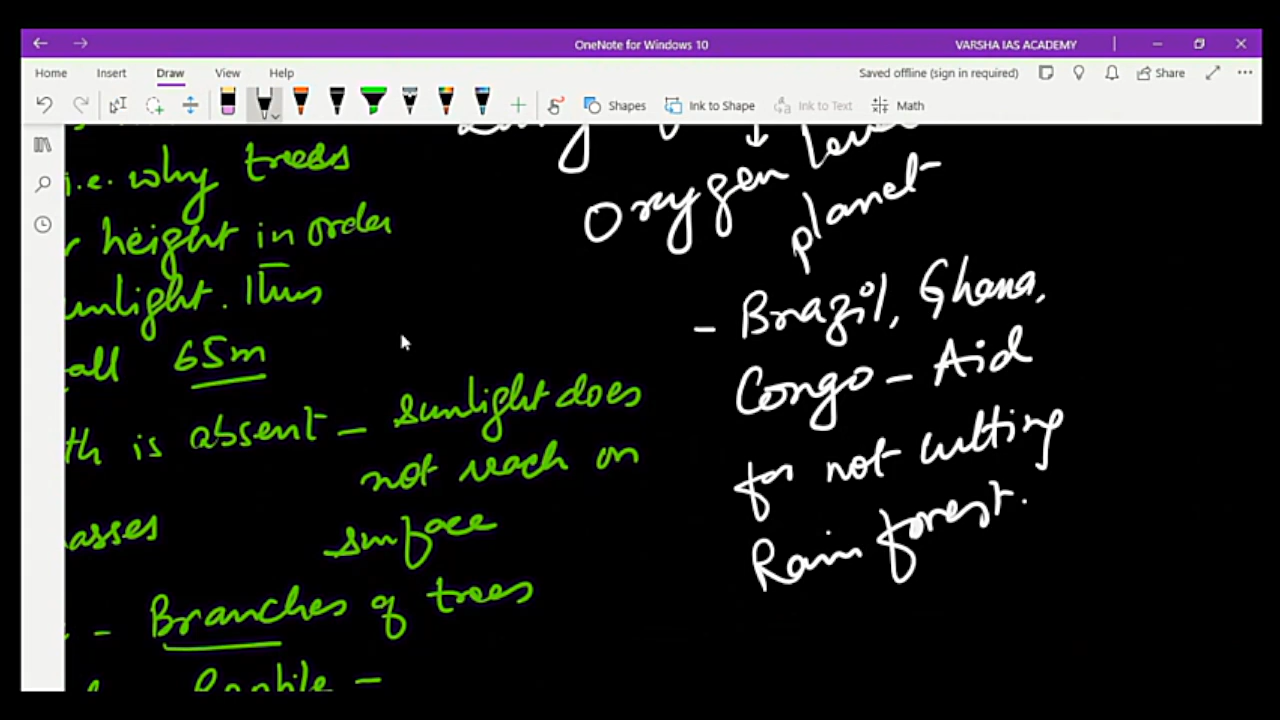 OneNote for Windows 10
VARSHA IAS ACADEMY
Home Insert Draw View Help
Saved offline (sign in required)
Share
Shapes
Ink to Shape
Ink to Text
Math
i.e. why trees
height in order
sunlight. Thus
65m
is absent - sunlight does
not reach on
surface
- Branches of trees
Reptile -
Oxygen level
planet
- Brazil, Ghana,
Congo - Aid
for not cutting
Rain forest.